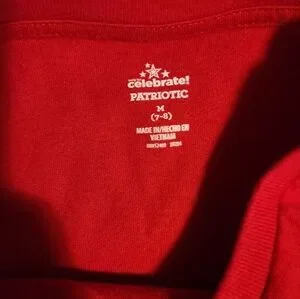 celebrate!
PATRIOTIC
M
(7-8)
MADE IN/HECHO EN
VIETNAM